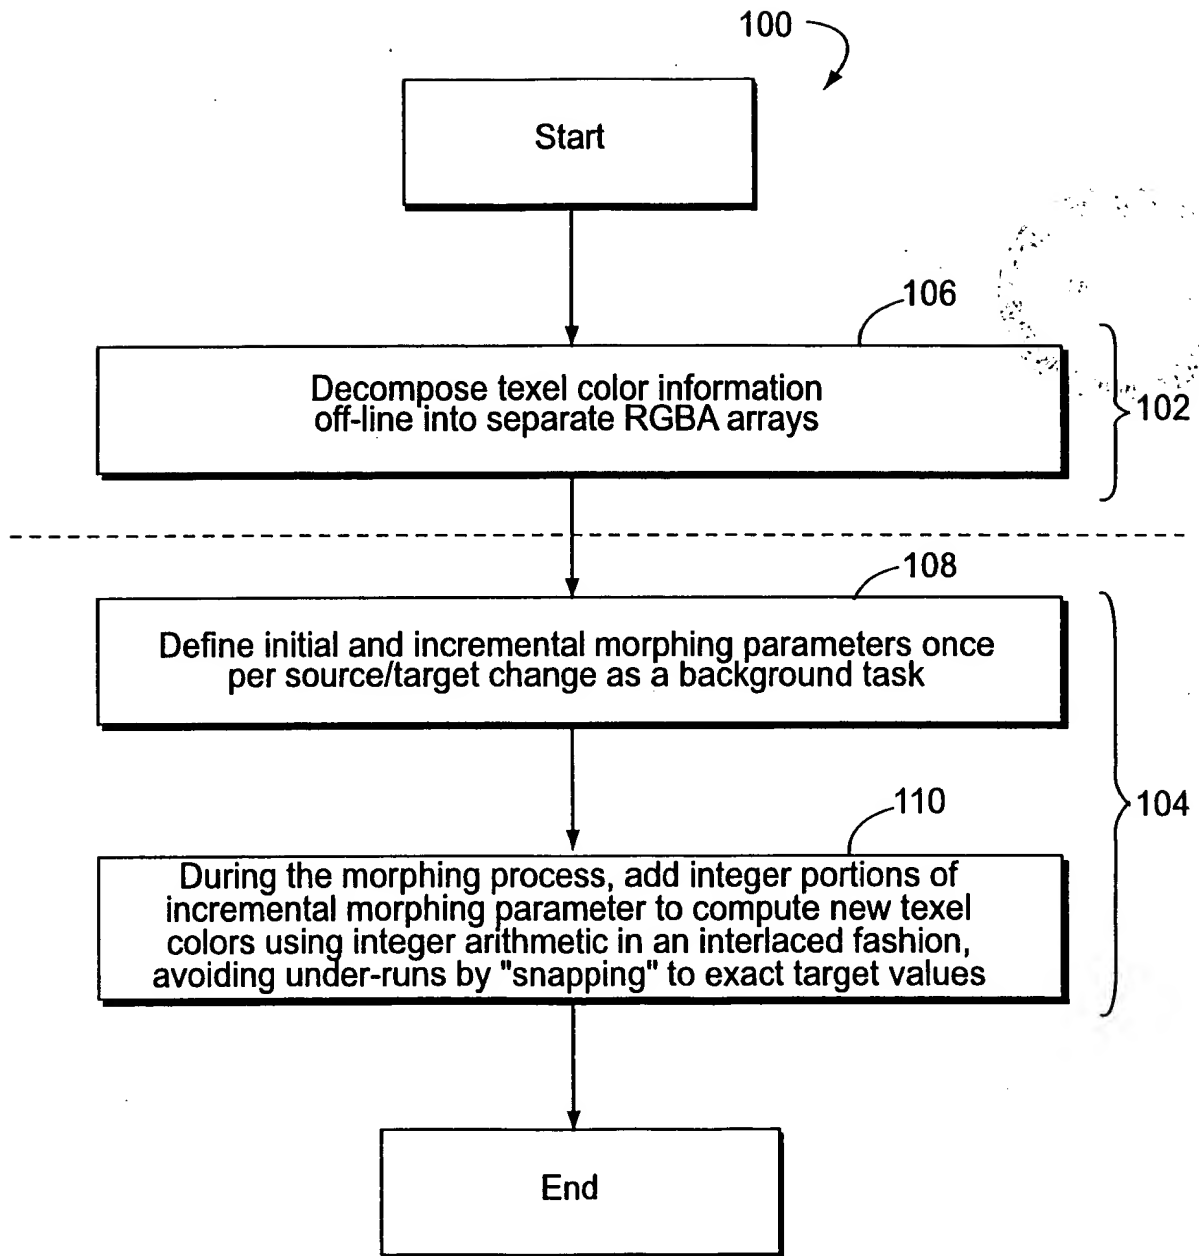 100
Start
106
Decompose texel color information
off-line into separate RGBA arrays
102
108
Define initial and incremental morphing parameters once
per source/target change as a background task
104
110
During the morphing process, add integer portions of
incremental morphing parameter to compute new texel
colors using integer arithmetic in an interlaced fashion,
avoiding under-runs by "snapping" to exact target values
End